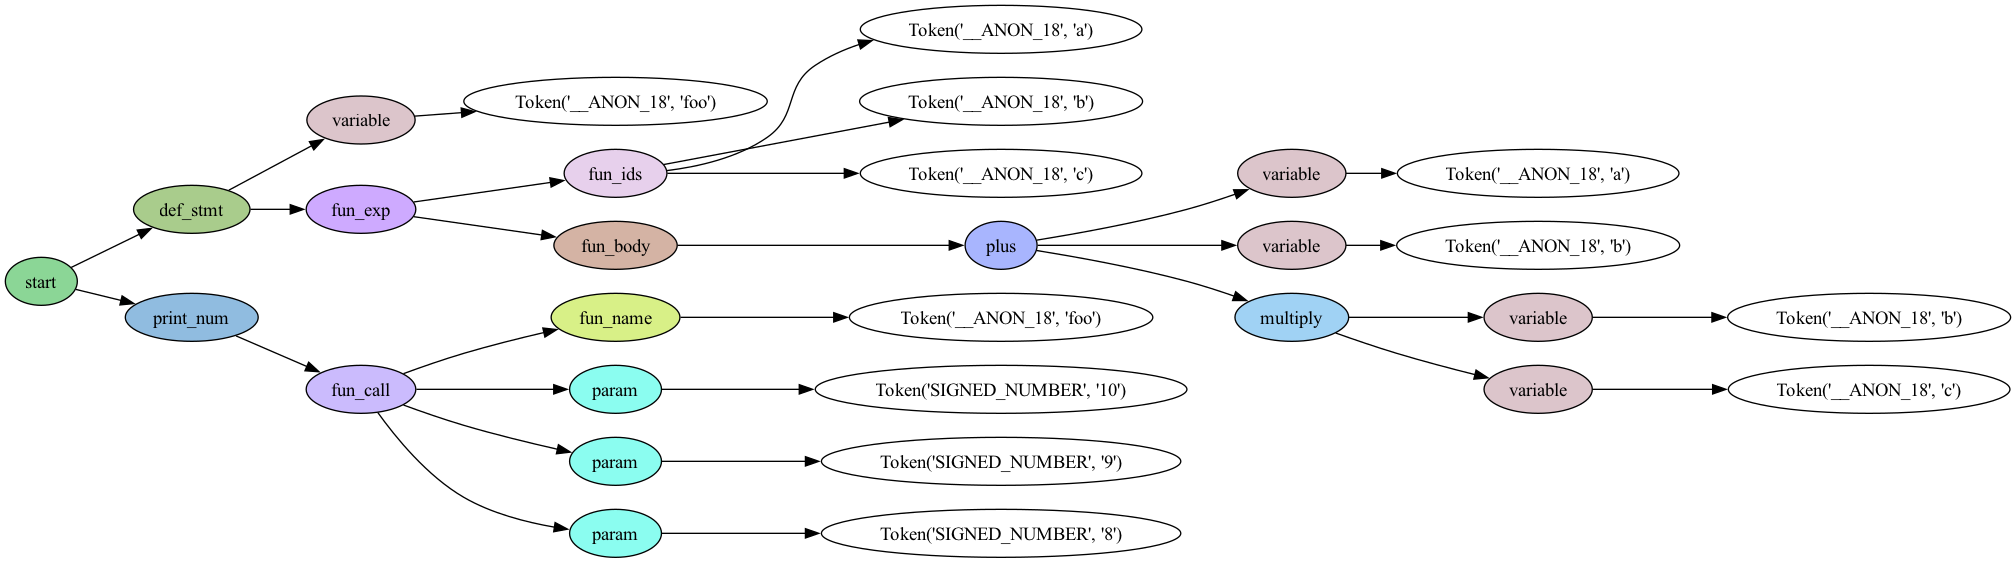 Token('__ANON_18', 'a')
variable
Token('__ANON_18', 'foo')
Token('__ANON_18', 'b')
def_stmt
fun_exp
fun_ids
Token('__ANON_18', 'c')
variable
Token('__ANON_18', 'a')
fun_body
plus
variable
Token('__ANON_18', 'b')
start
print_num
fun_name
Token('__ANON_18', 'foo')
multiply
variable
Token('__ANON_18', 'b')
fun_call
param
Token('SIGNED_NUMBER', '10')
variable
Token('__ANON_18', 'c')
param
Token('SIGNED_NUMBER', '9')
param
Token('SIGNED_NUMBER', '8')